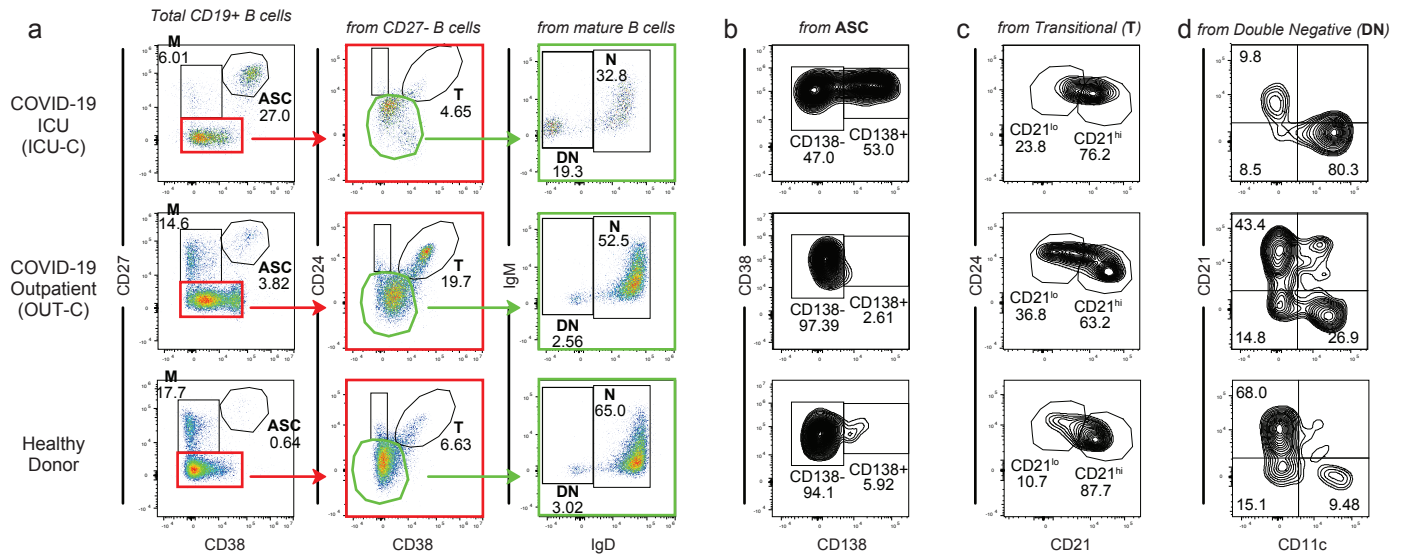 a
Total CD19+ B cells
from CD27- B cells
from mature B cells
b
from ASC
c
from Transitional (T)
d
from Double Negative (DN)
COVID-19
ICU
(ICU-C)
M
6.01
ASC
27.0
T
4.65
N
32.8
DN
19.3
CD138-
47.0
CD138+
53.0
CD21lo
23.8
CD21hi
76.2
9.8
8.5
80.3
COVID-19
Outpatient
(OUT-C)
CD27
M
14.6
ASC
3.82
CD24
T
19.7
IgM
N
52.5
DN
2.56
CD38
CD138-
97.39
CD138+
2.61
CD24
CD21lo
36.8
CD21hi
63.2
CD21
43.4
14.8
26.9
Healthy
Donor
M
17.7
ASC
0.64
T
6.63
N
65.0
DN
3.02
CD138-
94.1
CD138+
5.92
CD21lo
10.7
CD21hi
87.7
68.0
15.1
9.48
CD38
CD38
IgD
CD138
CD21
CD11c